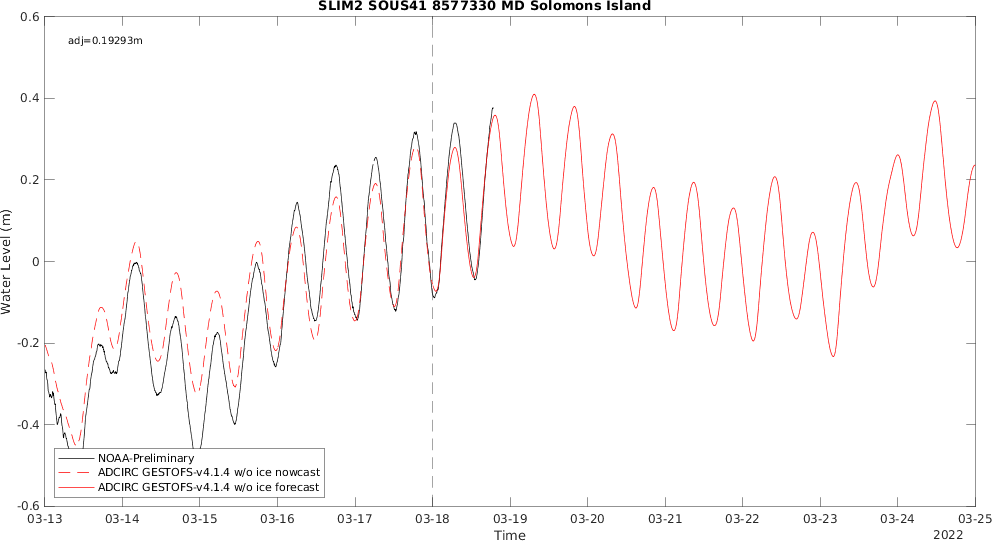 SLIM2 SOUS41 8577330 MD Solomons Island
adj=0.19293m
0.6
0.4
0.2
0
-0.2
-0.4
-0.6
Water Level (m)
NOAA-Preliminary
ADCIRC GESTOFS-v4.1.4 w/o ice nowcast
ADCIRC GESTOFS-v4.1.4 w/o ice forecast
03-13 03-14 03-15 03-16 03-17 03-18 03-19 03-20 03-21 03-22 03-23 03-24 03-25
Time
2022